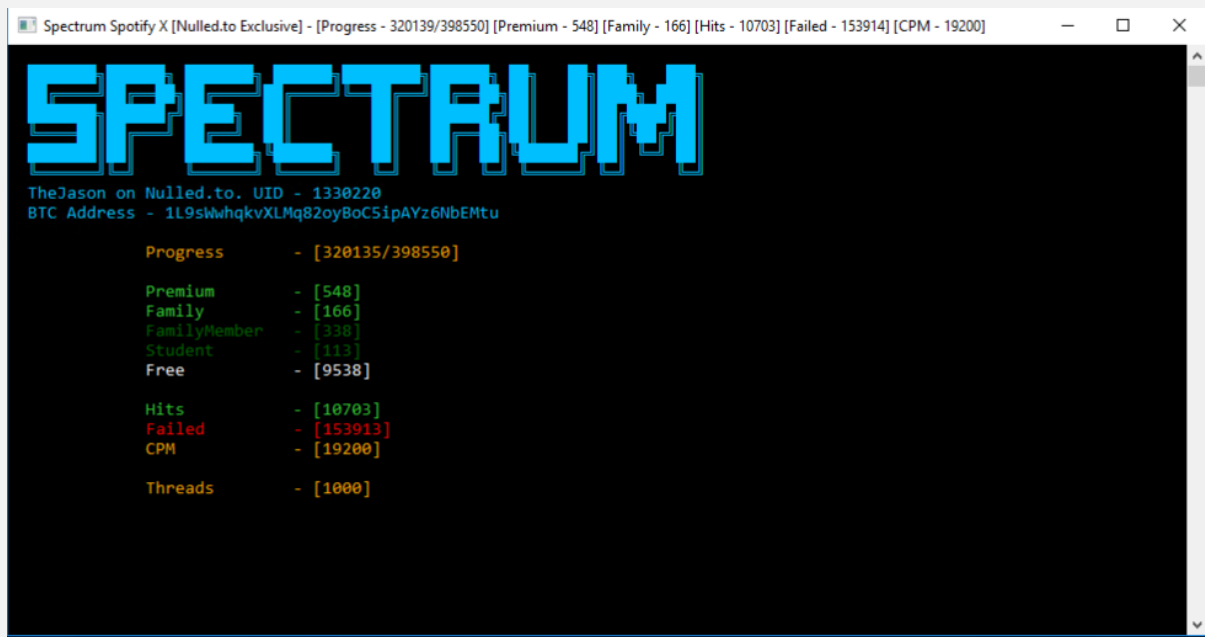 Spectrum Spotify X [Nulled.to Exclusive] - [Progress - 320139/398550] [Premium - 548] [Family - 166] [Hits - 10703] [Failed - 153914] [CPM - 19200]
SPECTRUM
TheJason on Nulled.to. UID - 1330220
BTC Address - 1L9sWwhqkvXLMq82oyBoC5ipAYz6NbEMtu
Progress - [320135/398550]
Premium - [548]
Family - [166]
FamilyMember - [338]
Student - [113]
Free - [9538]
Hits - [10703]
Failed - [153913]
CPM - [19200]
Threads - [1000]